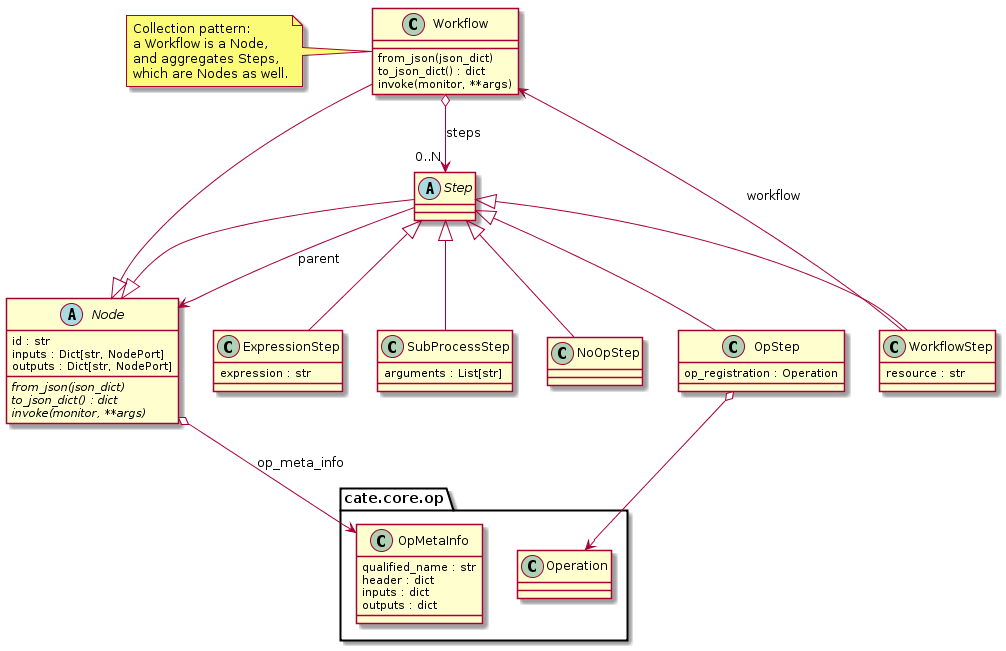 Collection pattern:
a Workflow is a Node,
and aggregates Steps,
which are Nodes as well.
C Workflow
from_json(json_dict)
to_json_dict() : dict
invoke(monitor, **args)
steps
0..N
workflow
A Step
parent
A Node
id : str
inputs : Dict[str, NodePort]
outputs : Dict[str, NodePort]
from_json(json_dict)
to_json_dict() : dict
invoke(monitor, **args)
C ExpressionStep
expression : str
C SubProcessStep
arguments : List[str]
C NoOpStep
C OpStep
op_registration : Operation
C WorkflowStep
resource : str
op_meta_info
cate.core.op
C OpMetaInfo
qualified_name : str
header : dict
inputs : dict
outputs : dict
C Operation